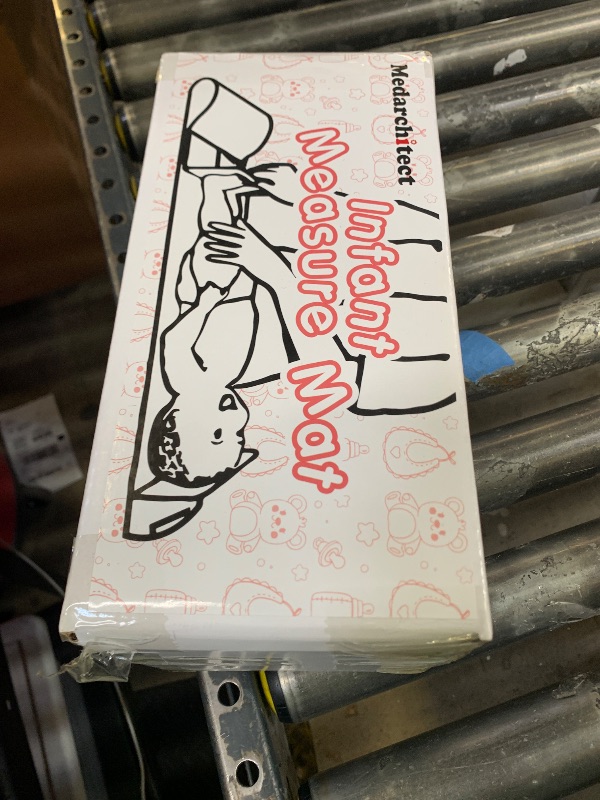 Medarchitect
Infant
Measure Mat